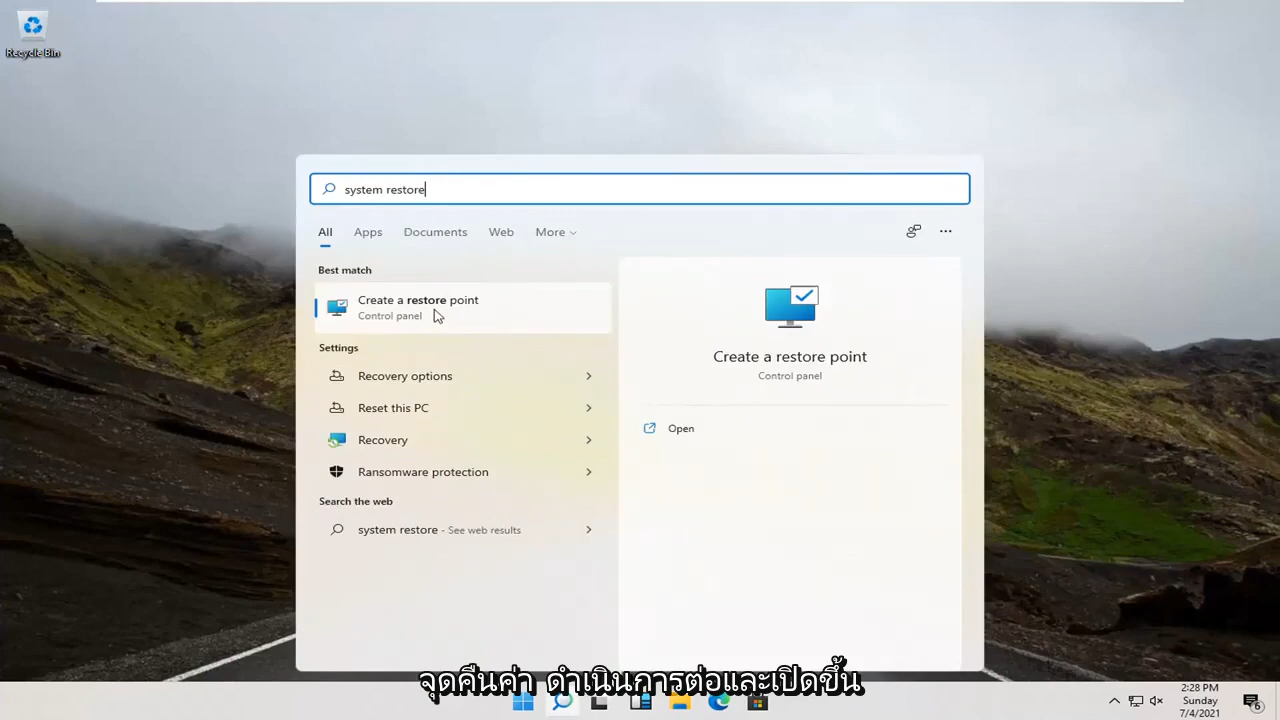 Recycle Bin
system restore
All Apps Documents Web More
Best match
Create a restore point
Control panel
Settings
Recovery options
Reset this PC
Recovery
Ransomware protection
Search the web
system restore - See web results
Create a restore point
Control panel
Open
จุดคืนค่า ดำเนินการต่อและเปิดขึ้น
2:28 PM
Sunday
7/4/2021
6